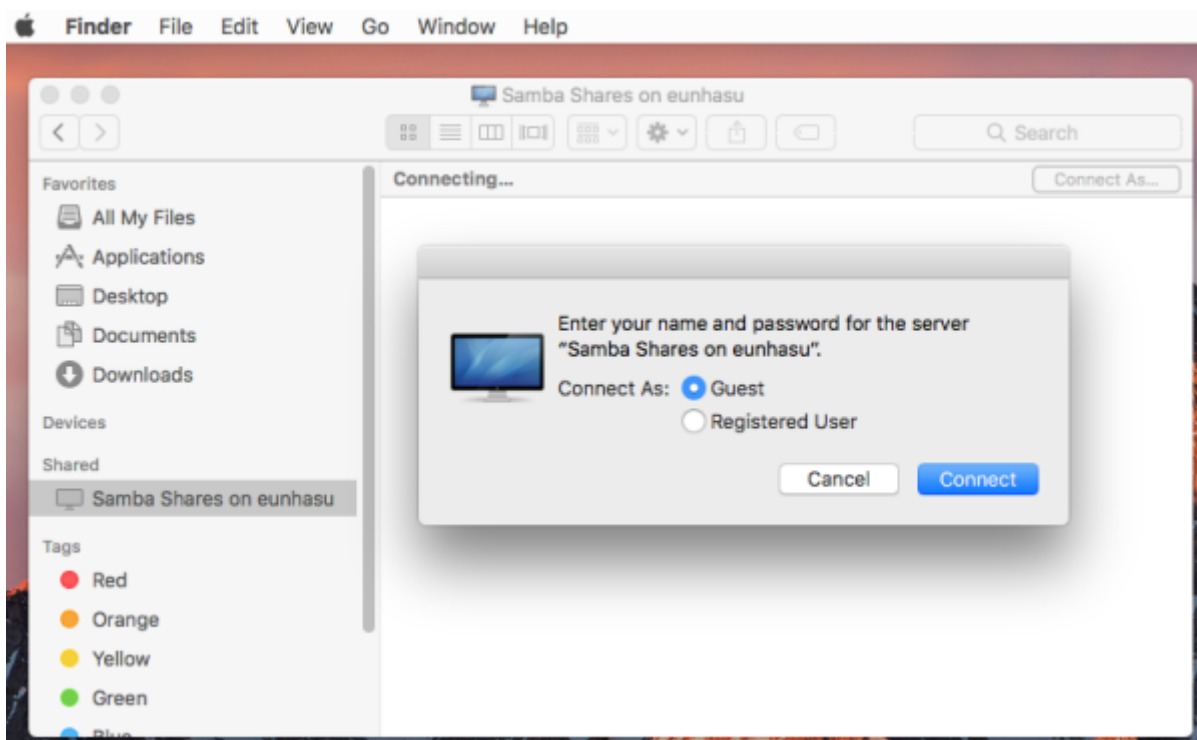 Finder File Edit View Go Window Help
Samba Shares on eunhasu
Search
Favorites
All My Files
Applications
Desktop
Documents
Downloads
Devices
Shared
Samba Shares on eunhasu
Tags
Red
Orange
Yellow
Green
Blue
Connecting...
Connect As...
Enter your name and password for the server
“Samba Shares on eunhasu”.
Connect As: Guest
Registered User
Cancel Connect